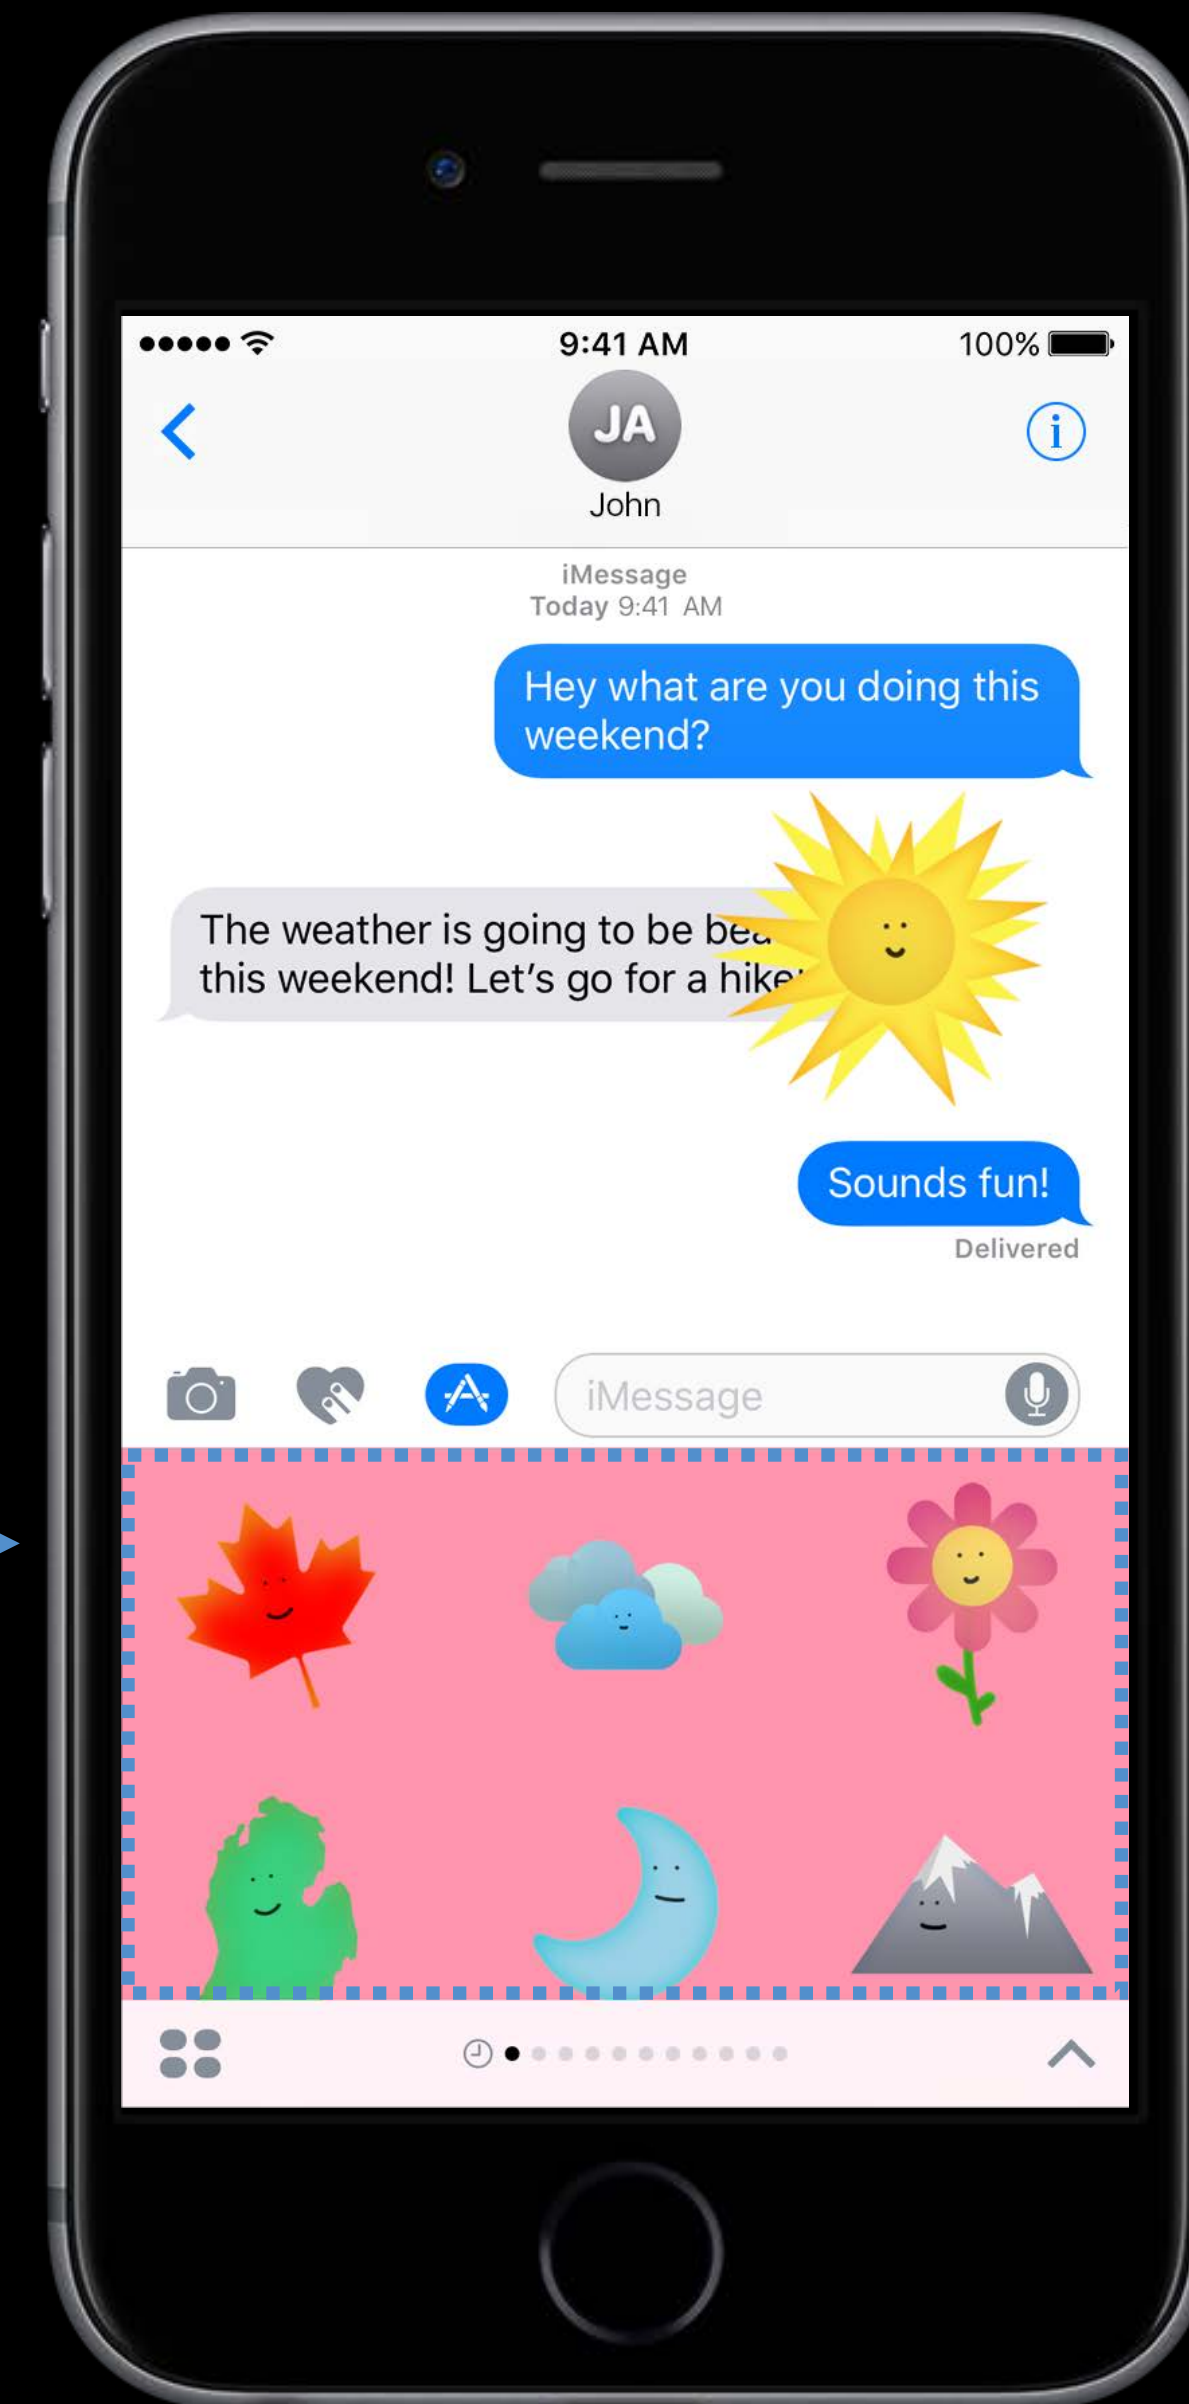 9:41 AM
100%
JA
John
iMessage
Today 9:41 AM
Hey what are you doing this
weekend?
The weather is going to be
this weekend! Let's go for a hike
Sounds fun!
Delivered
iMessage